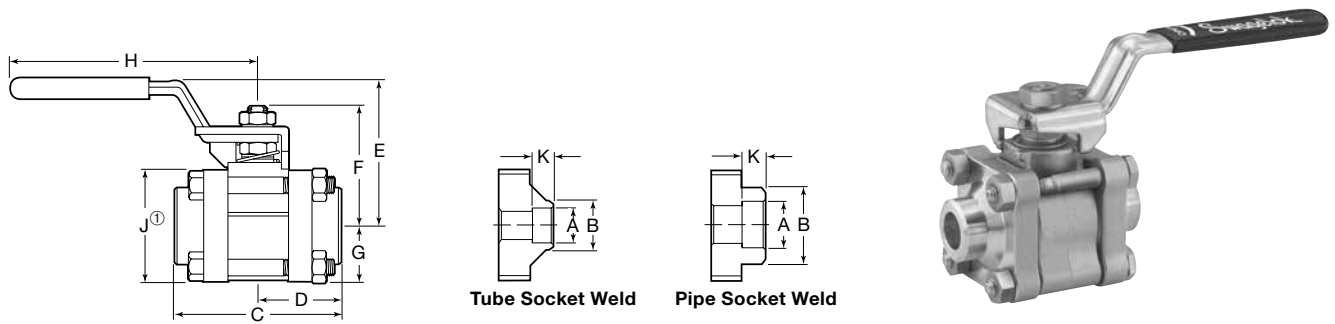 H
E
F
J①
G
D
C
K
A
B
Tube Socket Weld
K
A
B
Pipe Socket Weld
Swagelok